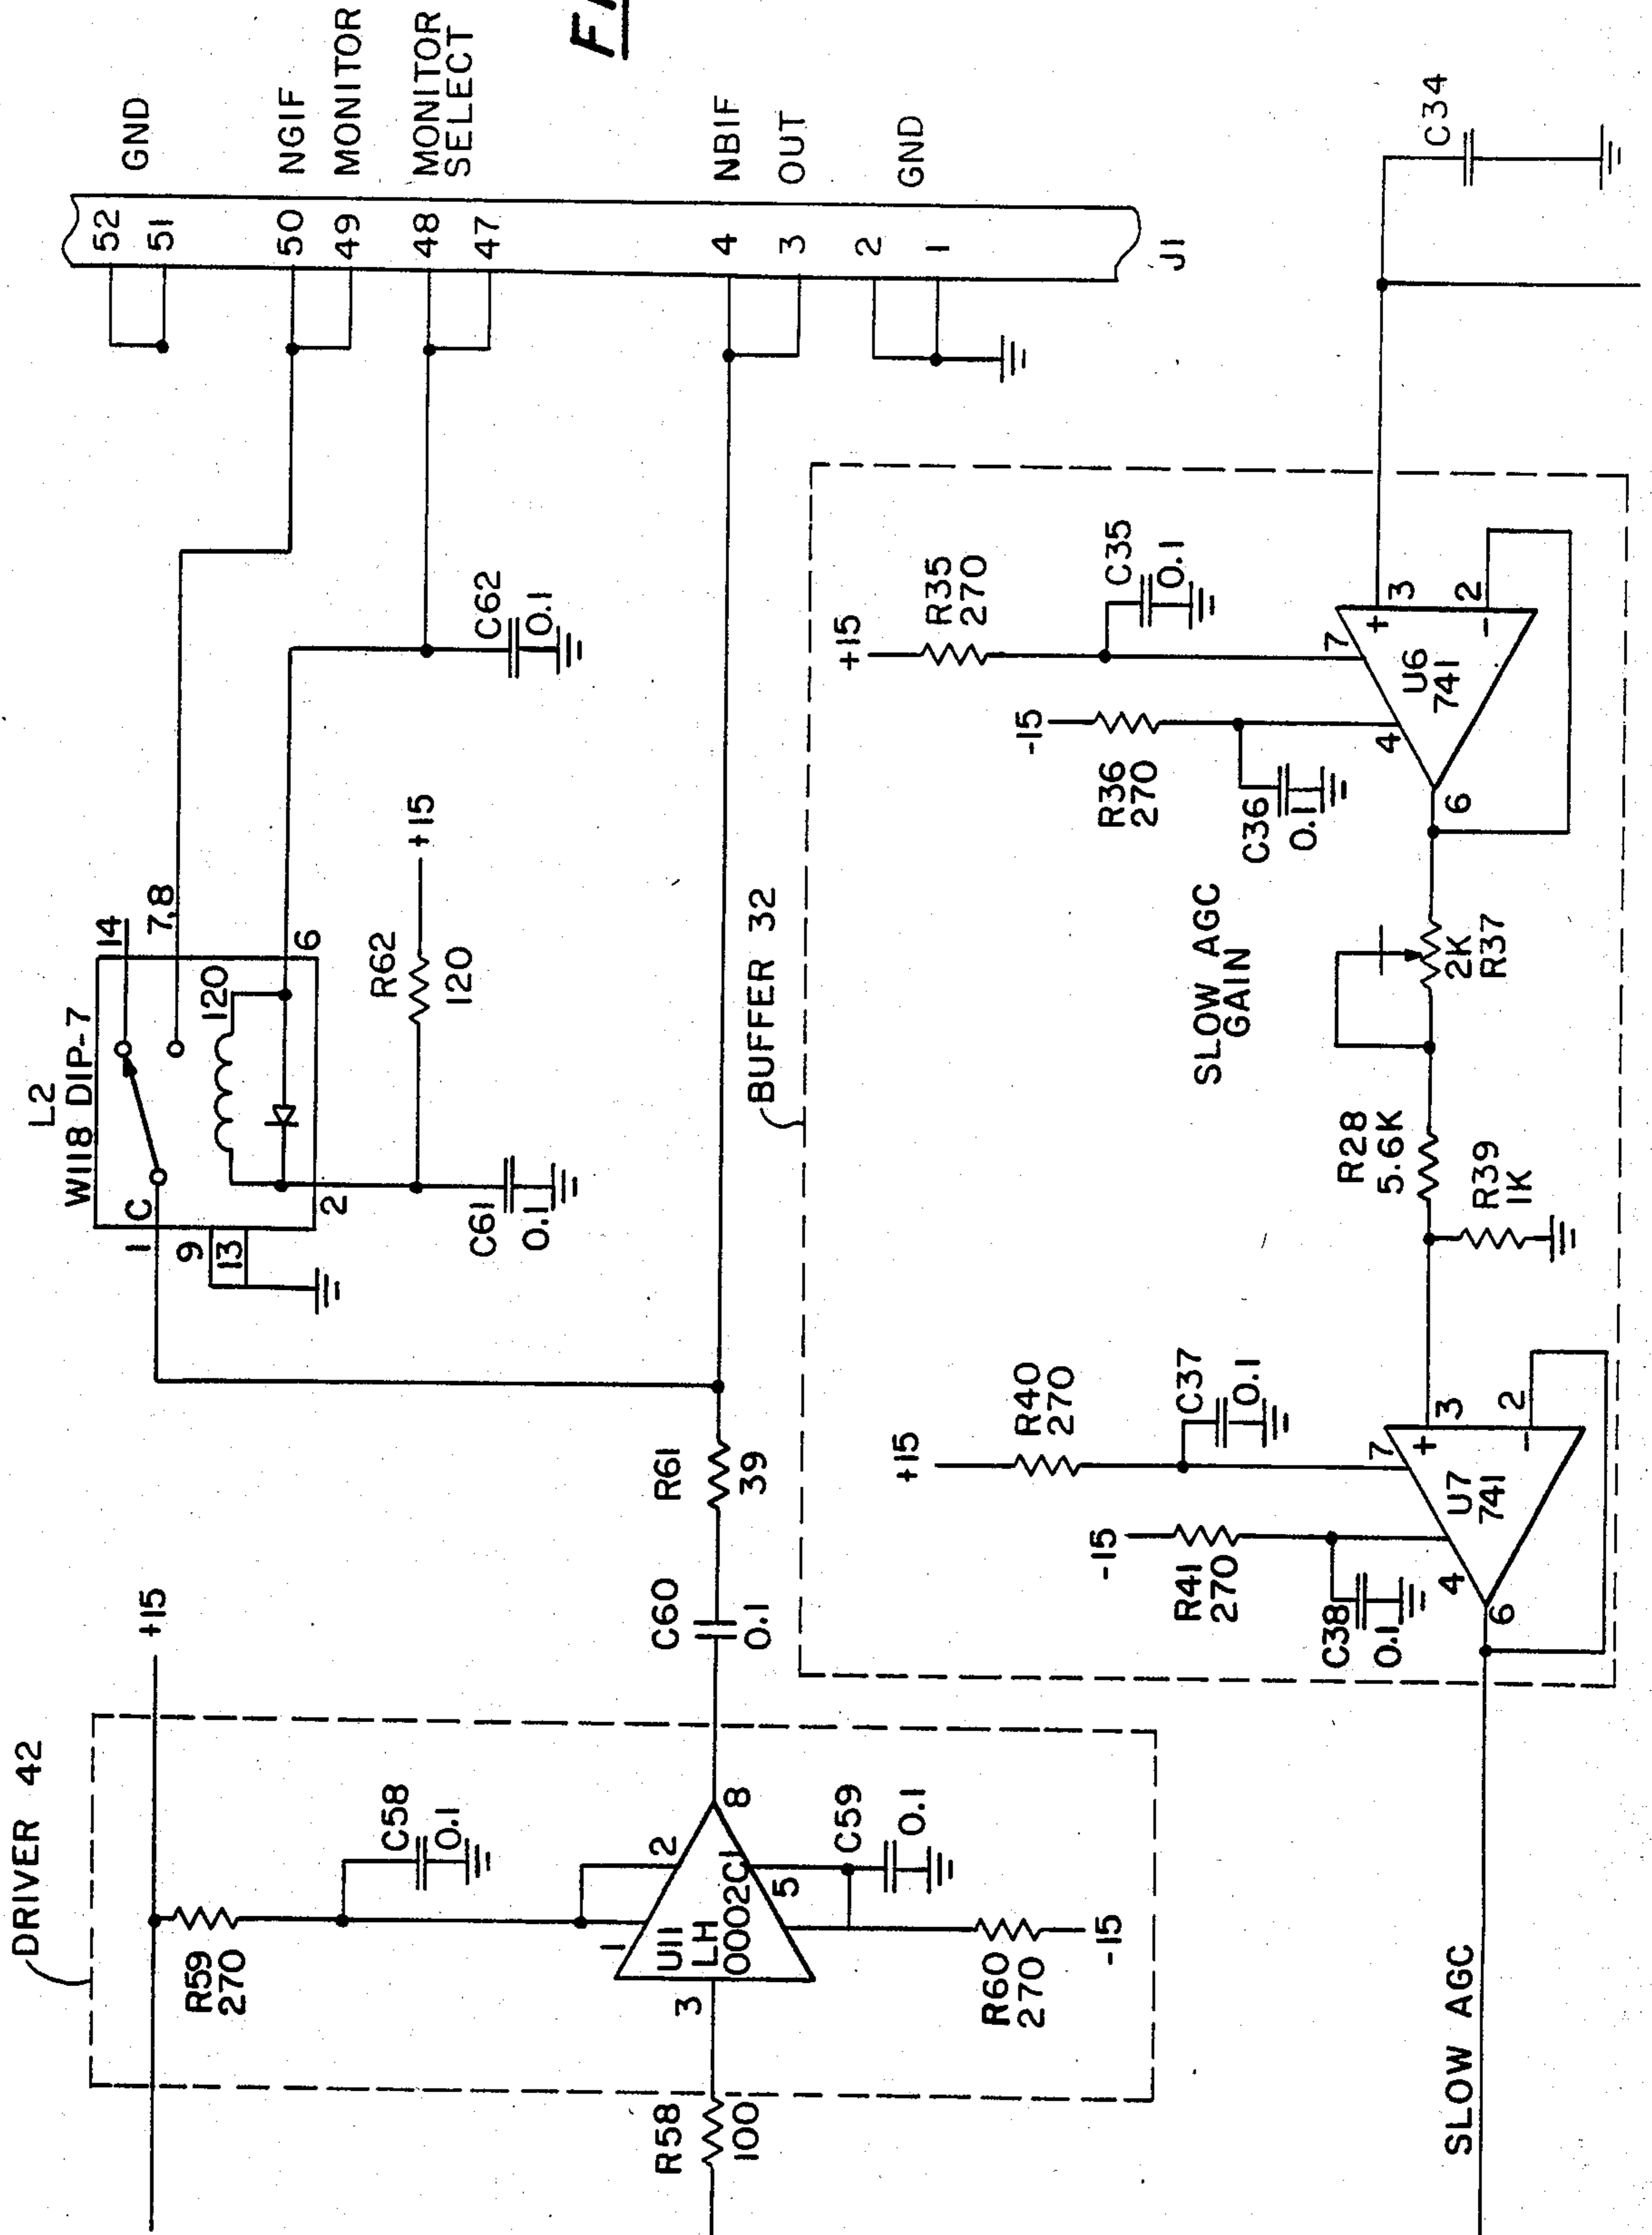 FI
DRIVER 42
+15
R59
270
C58
0.1
1
2
U11
LH
0002C1
3
8
5
C59
0.1
R60
270
-15
R58
100
C60
0.1
R61
39
L2
W118 DIP-7
1
C
9
13
2
14
7,8
120
6
C61
0.1
R62
120
+15
C62
0.1
52
51
50
49
48
47
4
3
2
1
J1
GND
NGIF
MONITOR
MONITOR
SELECT
NBIF
OUT
GND
BUFFER 32
+15
R40
270
C37
0.1
-15
R41
270
C38
0.1
7
4
3
2
6
+
-
U7
741
R28
5.6K
R39
1K
SLOW AGC
GAIN
2K
R37
+15
R35
270
C35
0.1
-15
R36
270
C36
0.1
7
4
3
2
6
+
-
U6
741
C34
SLOW AGC